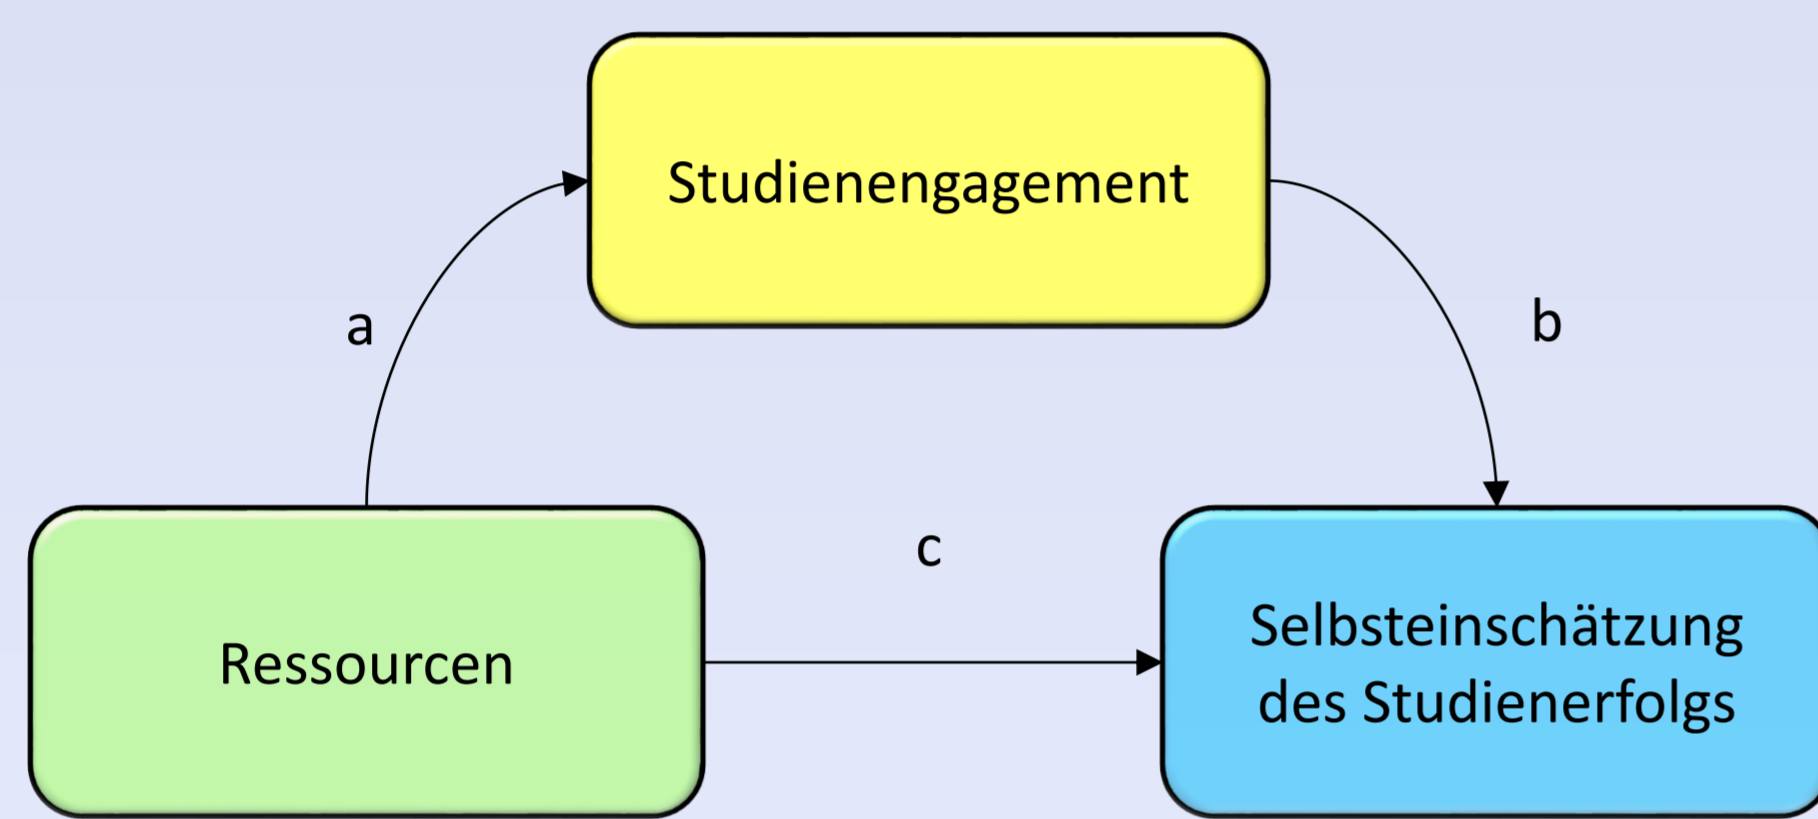 Studienengagement
a
b
c
Ressourcen
Selbsteinschätzung
des Studienerfolgs